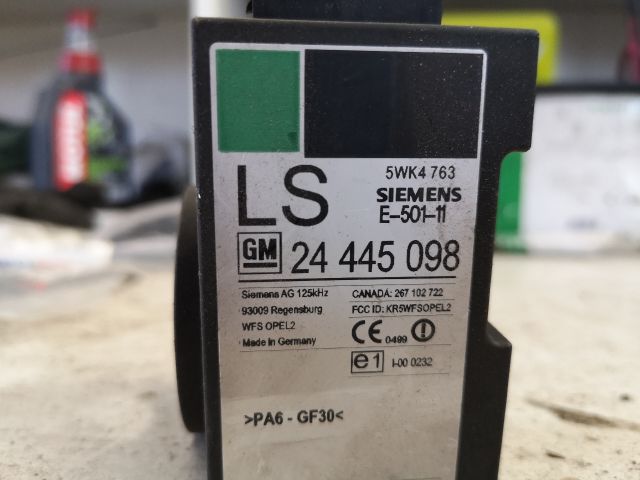 5WK4 763
LS
SIEMENS
E-501-11
GM 24 445 098
Siemens AG 125kHz
93009 Regensburg
WFS OPEL2
Made in Germany
CANADA: 267 102 722
FCC ID: KR5WFSOPEL2
CE 0499
e1 I-00 0232
>PA6 - GF30<
MOTUL